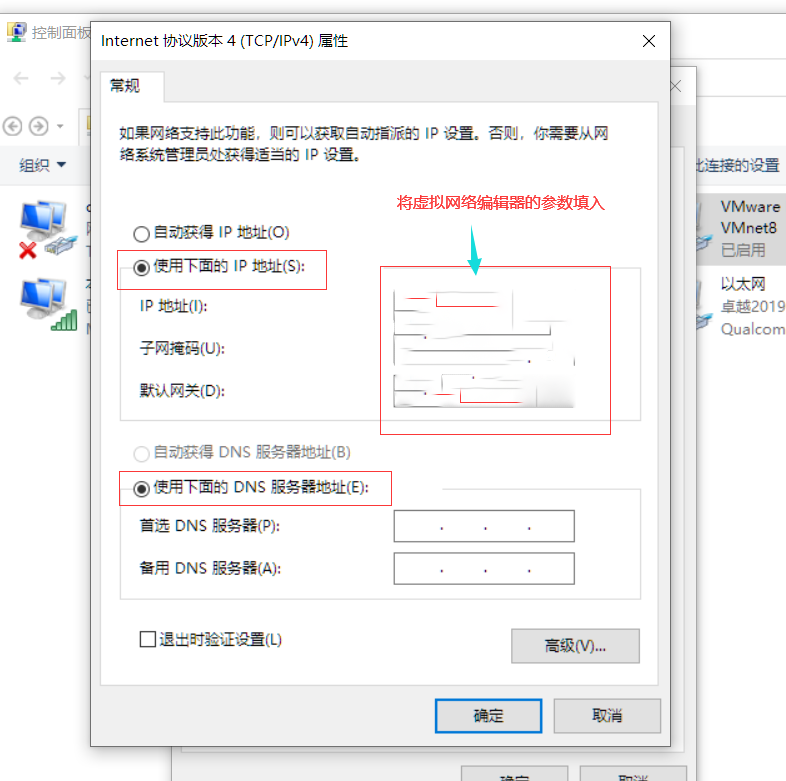 控制面板
Internet 协议版本 4 (TCP/IPv4) 属性
常规
如果网络支持此功能，则可以获取自动指派的 IP 设置。否则，你需要从网
络系统管理员处获得适当的 IP 设置。
组织
此连接的设置
将虚拟网络编辑器的参数填入
自动获得 IP 地址(O)
使用下面的 IP 地址(S):
IP 地址(I):
子网掩码(U):
默认网关(D):
VMware
VMnet8
已启用
以太网
卓越2019
Qualcom
自动获得 DNS 服务器地址(B)
使用下面的 DNS 服务器地址(E):
首选 DNS 服务器(P):
备用 DNS 服务器(A):
退出时验证设置(L)
高级(V)...
确定
取消
确定
取消